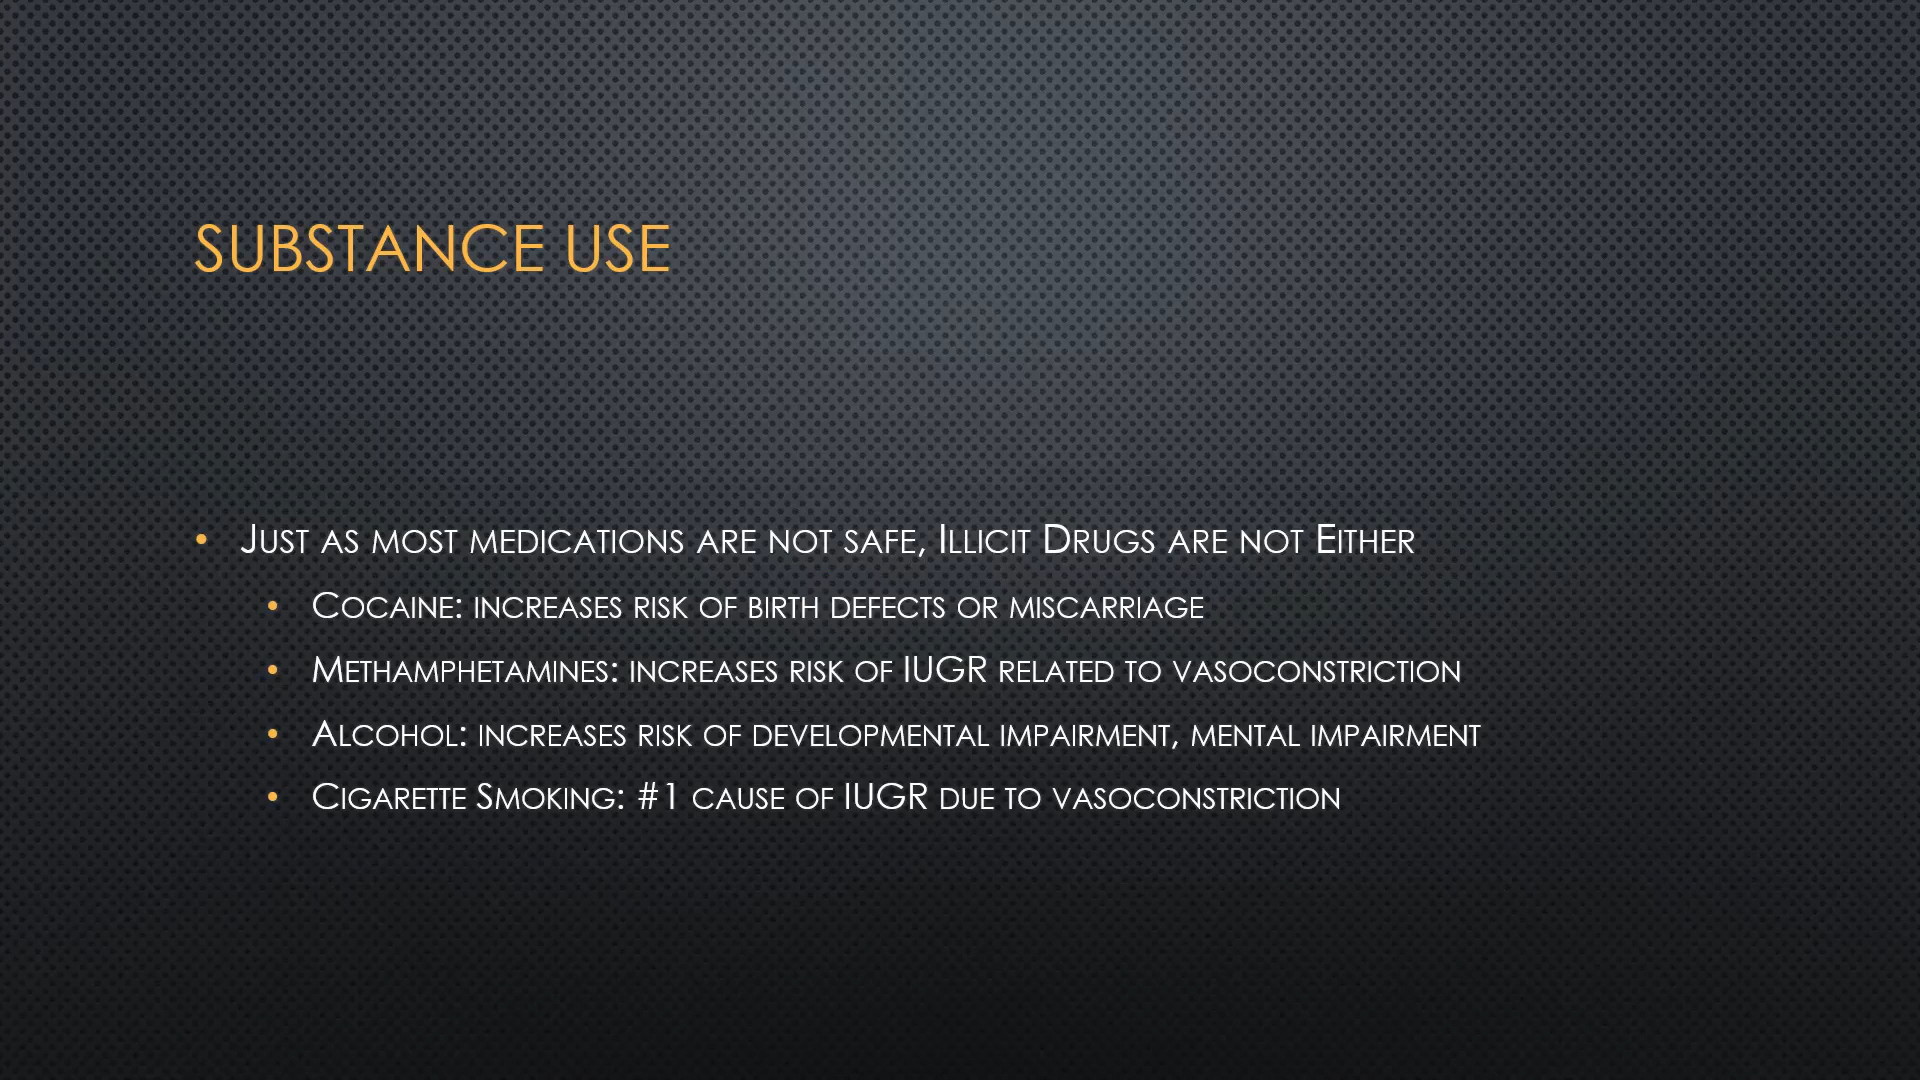 SUBSTANCE USE
• Just as most medications are not safe, Illicit Drugs are not Either
• Cocaine: increases risk of birth defects or miscarriage
• Methamphetamines: increases risk of IUGR related to vasoconstriction
• Alcohol: increases risk of developmental impairment, mental impairment
• Cigarette Smoking: #1 cause of IUGR due to vasoconstriction